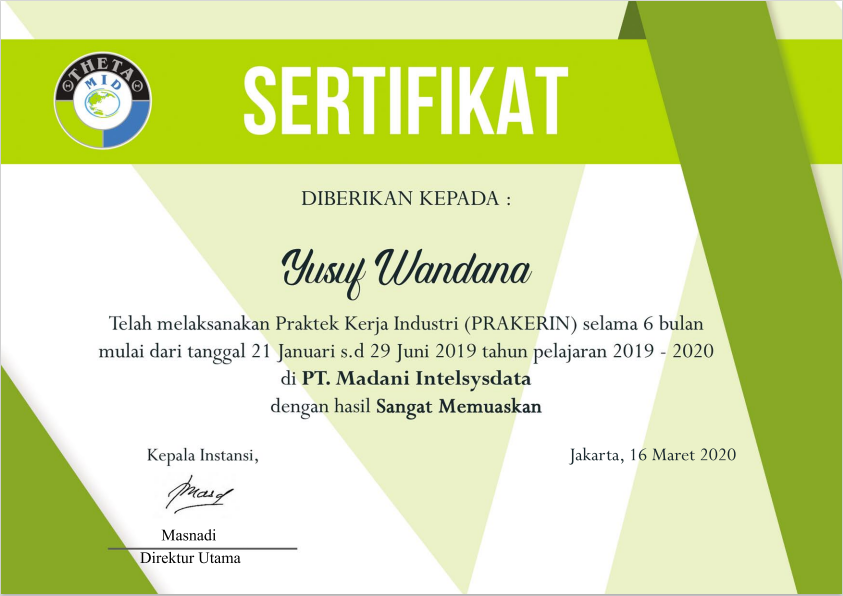 THETA
MID
SERTIFIKAT
DIBERIKAN KEPADA :
Yusuf Wandana
Telah melaksanakan Praktek Kerja Industri (PRAKERIN) selama 6 bulan
mulai dari tanggal 21 Januari s.d 29 Juni 2019 tahun pelajaran 2019 - 2020
di PT. Madani Intelsysdata
dengan hasil Sangat Memuaskan
Kepala Instansi,
Jakarta, 16 Maret 2020
Masnadi
Direktur Utama